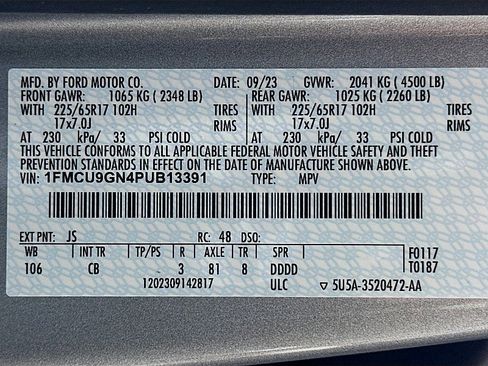 MFD. BY FORD MOTOR CO. DATE: 09/23 GVWR: 2041 KG ( 4500 LB)
FRONT GAWR: 1065 KG ( 2348 LB) REAR GAWR: 1025 KG ( 2260 LB)
WITH 225/65R17 102H TIRES WITH 225/65R17 102H TIRES
17x7.0J RIMS 17x7.0J RIMS
AT 230 kPa/ 33 PSI COLD AT 230 kPa/ 33 PSI COLD
THIS VEHICLE CONFORMS TO ALL APPLICABLE FEDERAL MOTOR VEHICLE SAFETY AND THEFT
PREVENTION STANDARDS IN EFFECT ON THE DATE OF MANUFACTURE SHOWN ABOVE.
VIN: 1FMCU9GN4PUB13391 TYPE: MPV
EXT PNT: JS RC: 48 DSO: F0117
WB INT TR TP/PS R AXLE TR SPR T0187
106 CB - 3 81 8 DDDD
1202309142817 ULC ▽ 5U5A-3520472-AA